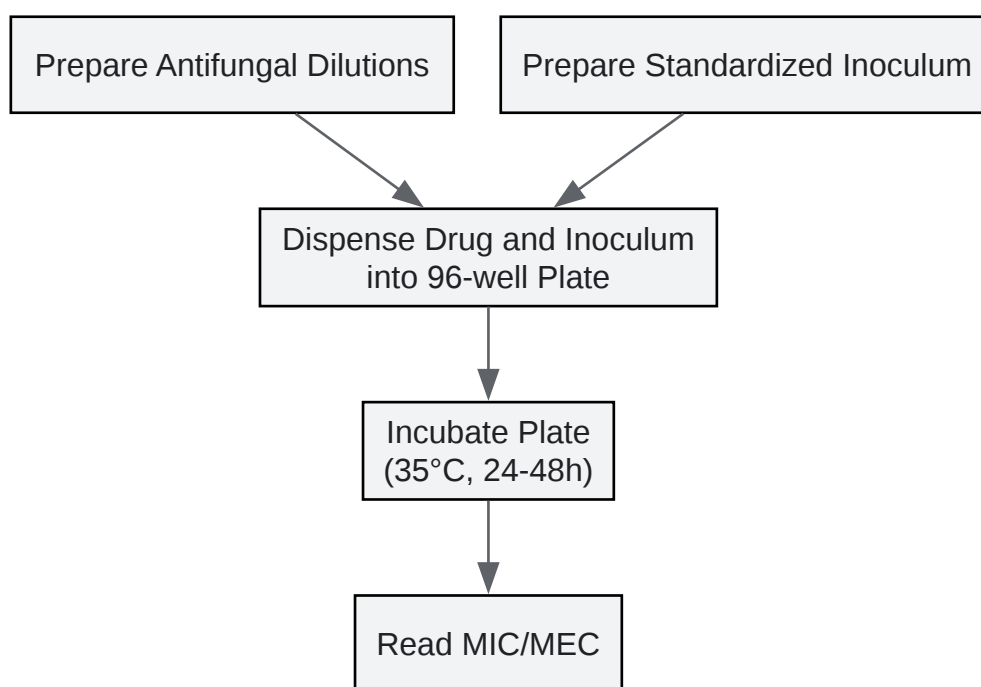 Prepare Antifungal Dilutions
Prepare Standardized Inoculum
Dispense Drug and Inoculum
into 96-well Plate
Incubate Plate
(35°C, 24-48h)
Read MIC/MEC